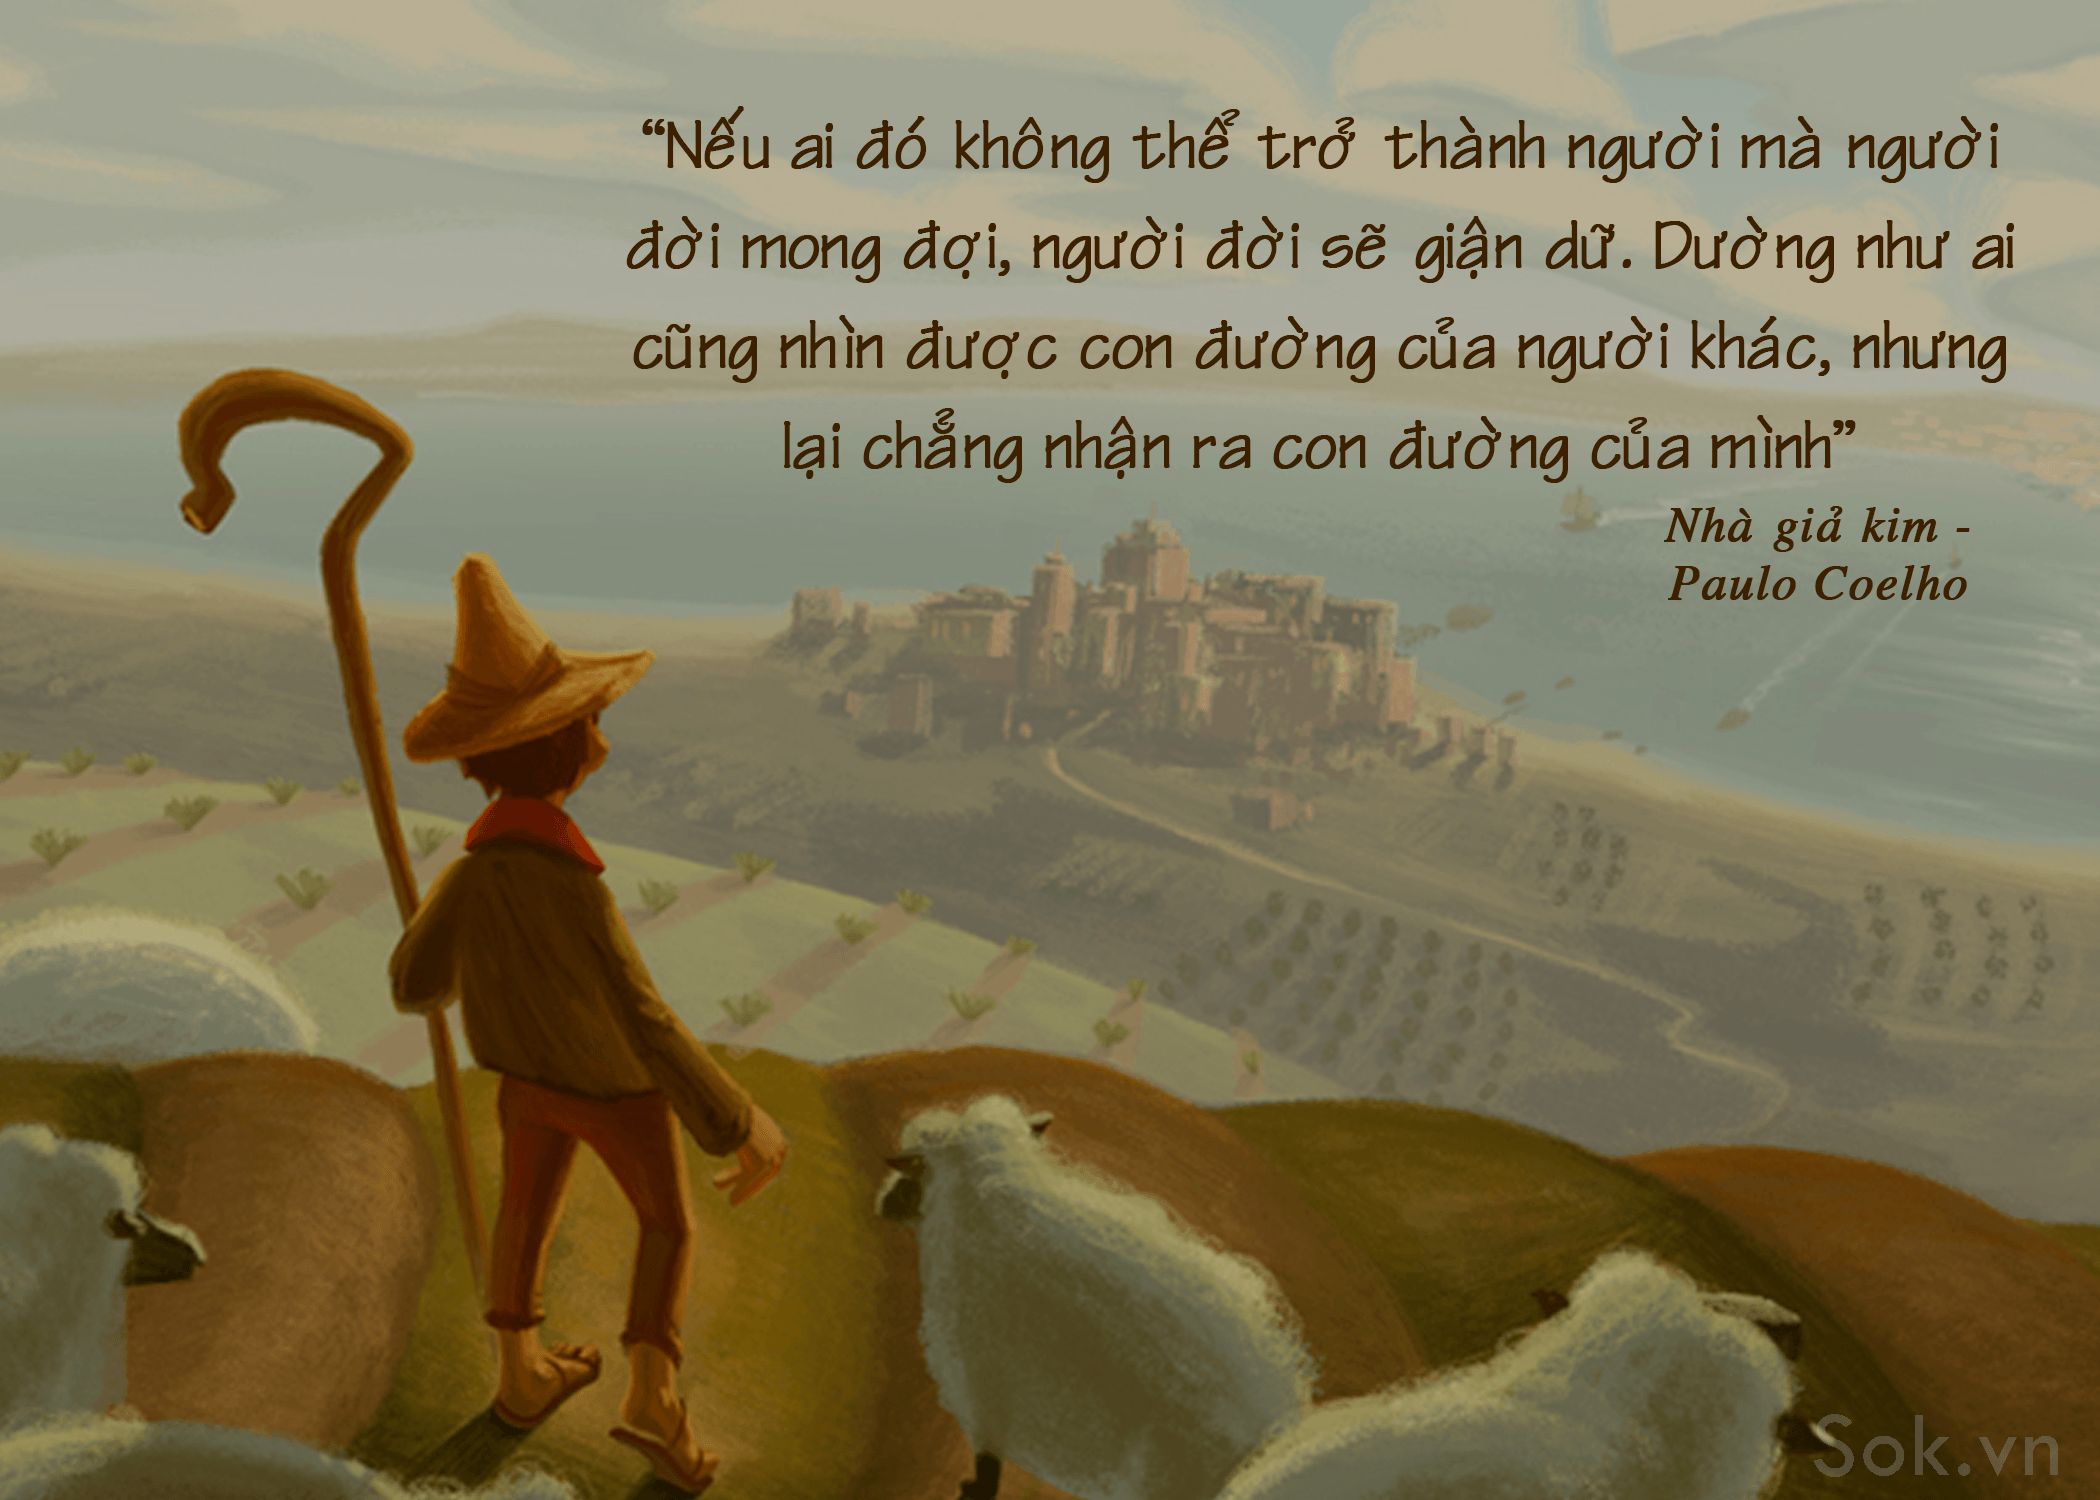 “Nếu ai đó không thể trở thành người mà người
đời mong đợi, người đời sẽ giận dữ. Dường như ai
cũng nhìn được con đường của người khác, nhưng
lại chẳng nhận ra con đường của mình”
Nhà giả kim -
Paulo Coelho
Sok.vn